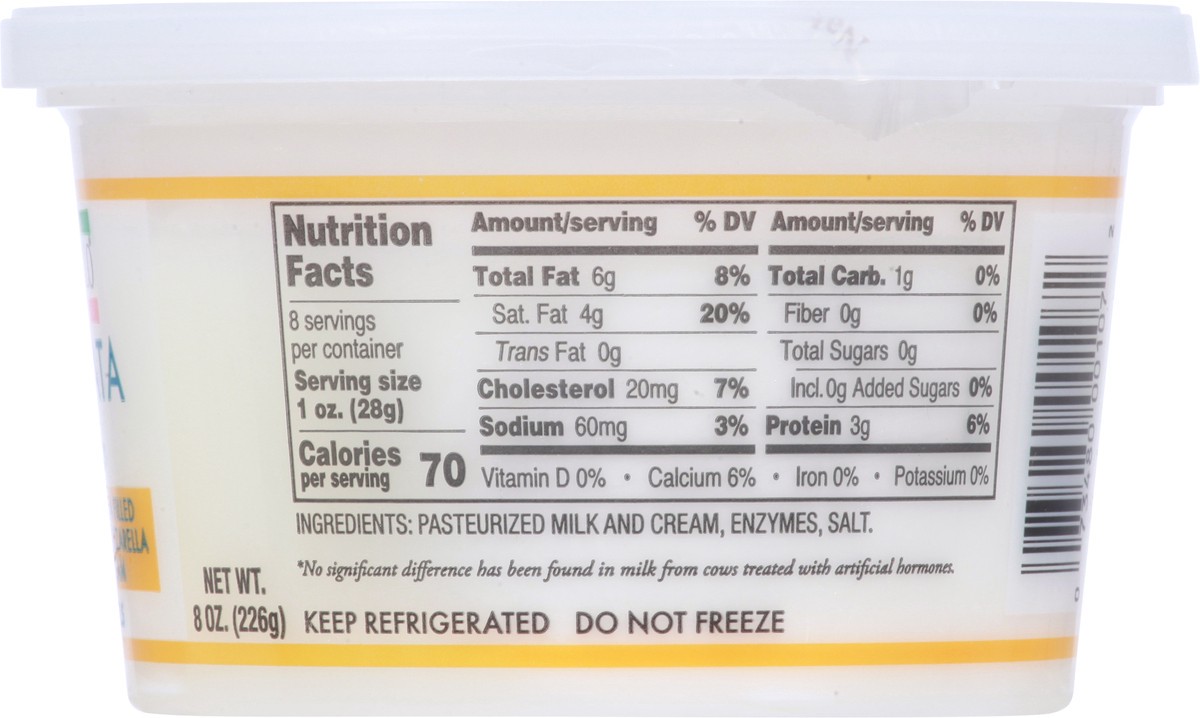 Nutrition
Facts
8 servings
per container
Serving size
1 oz. (28g)
Calories
per serving 70
Amount/serving % DV
Total Fat 6g 8%
Sat. Fat 4g 20%
Trans Fat 0g
Cholesterol 20mg 7%
Sodium 60mg 3%
Amount/serving % DV
Total Carb. 1g 0%
Fiber 0g 0%
Total Sugars 0g
Incl. 0g Added Sugars 0%
Protein 3g 6%
Vitamin D 0% • Calcium 6% • Iron 0% • Potassium 0%
INGREDIENTS: PASTEURIZED MILK AND CREAM, ENZYMES, SALT.
*No significant difference has been found in milk from cows treated with artificial hormones.
NET WT.
8 OZ. (226g)
KEEP REFRIGERATED DO NOT FREEZE